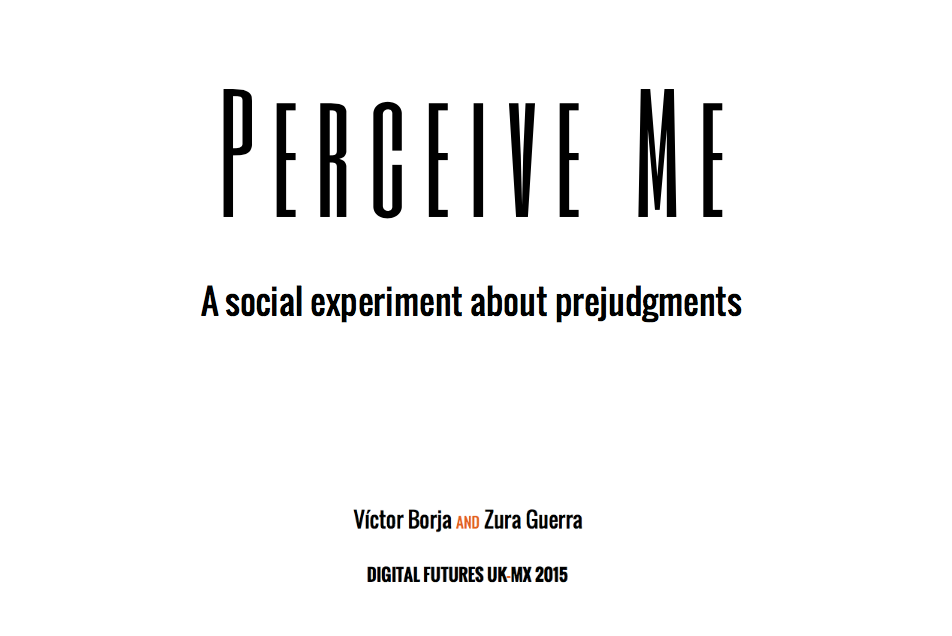 Perceive Me
A social experiment about prejudgments
Víctor Borja AND Zura Guerra
DIGITAL FUTURES UK-MX 2015